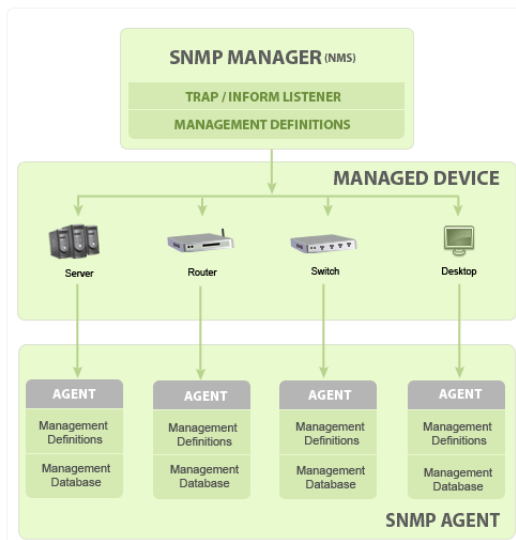 SNMP MANAGER (NMS)
TRAP / INFORM LISTENER
MANAGEMENT DEFINITIONS
MANAGED DEVICE
Server
Router
Switch
Desktop
AGENT
Management
Definitions
Management
Database
AGENT
Management
Definitions
Management
Database
AGENT
Management
Definitions
Management
Database
AGENT
Management
Definitions
Management
Database
SNMP AGENT